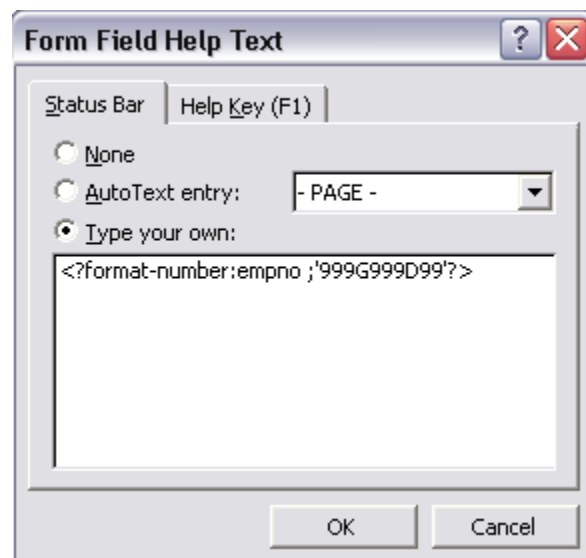 Form Field Help Text
?
Status Bar Help Key (F1)
None
AutoText entry: - PAGE -
Type your own:
<?format-number:empno ;'999G999D99'?>
OK Cancel